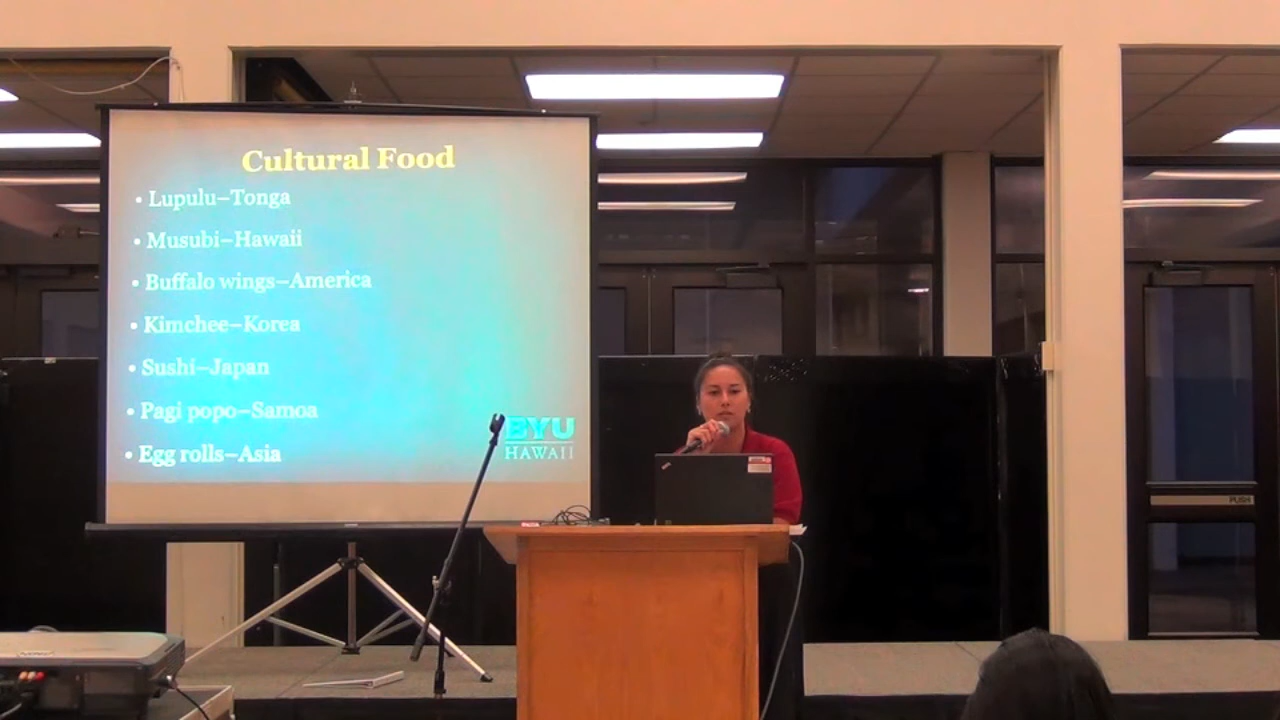 Cultural Food
• Lupulu–Tonga
• Musubi–Hawaii
• Buffalo wings–America
• Kimchee–Korea
• Sushi–Japan
• Pagi popo–Samoa
• Egg rolls–Asia
BYU
HAWAII
PUSH